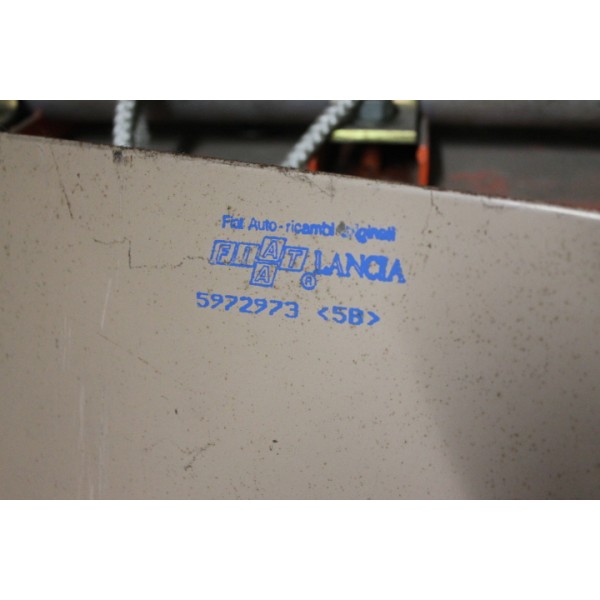 Fiat Auto - ricambi originali
FIAT LANCIA
A ®
5972973 <5B>